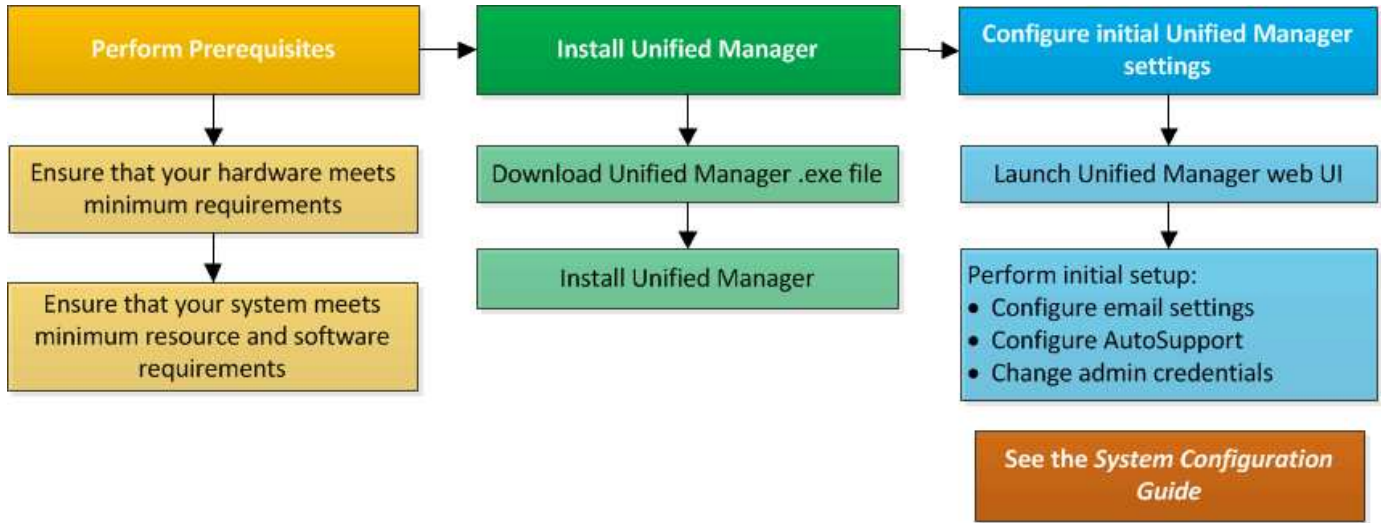 Perform Prerequisites
Ensure that your hardware meets
minimum requirements
Ensure that your system meets
minimum resource and software
requirements
Install Unified Manager
Download Unified Manager .exe file
Install Unified Manager
Configure initial Unified Manager
settings
Launch Unified Manager web UI
Perform initial setup:
• Configure email settings
• Configure AutoSupport
• Change admin credentials
See the System Configuration
Guide